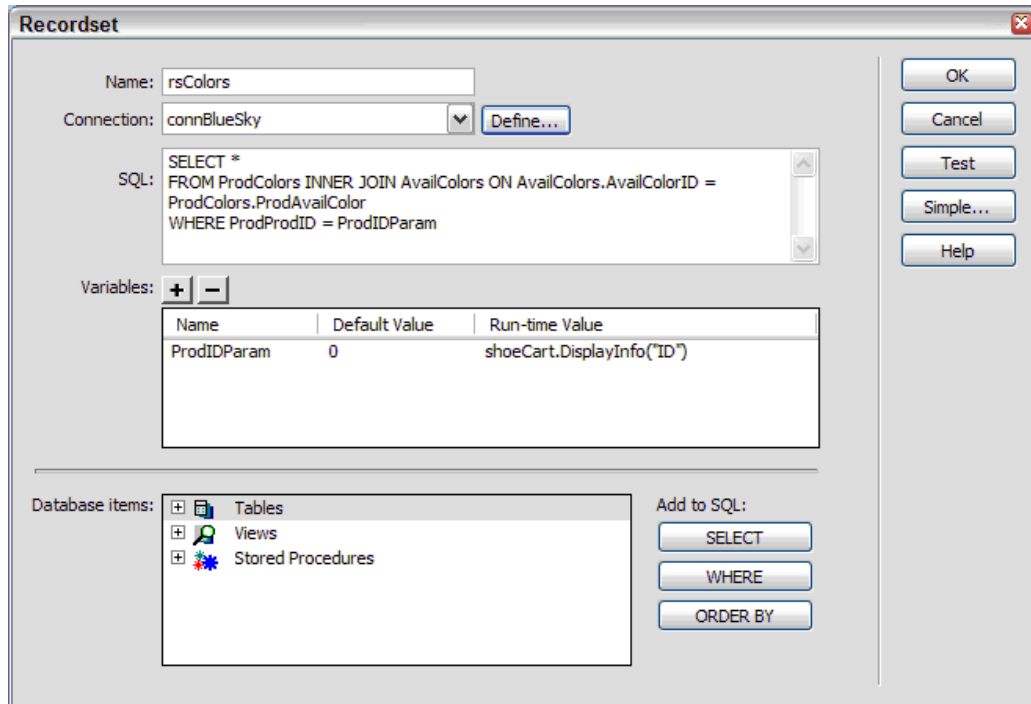 Recordset
Name: rsColors
Connection: connBlueSky Define...
SQL: SELECT *
FROM ProdColors INNER JOIN AvailColors ON AvailColors.AvailColorID =
ProdColors.ProdAvailColor
WHERE ProdProdID = ProdIDParam
Variables: + −
Name Default Value Run-time Value
ProdIDParam 0 shoeCart.DisplayInfo("ID")
Database items: Tables
Views
Stored Procedures
Add to SQL:
SELECT
WHERE
ORDER BY
OK
Cancel
Test
Simple...
Help